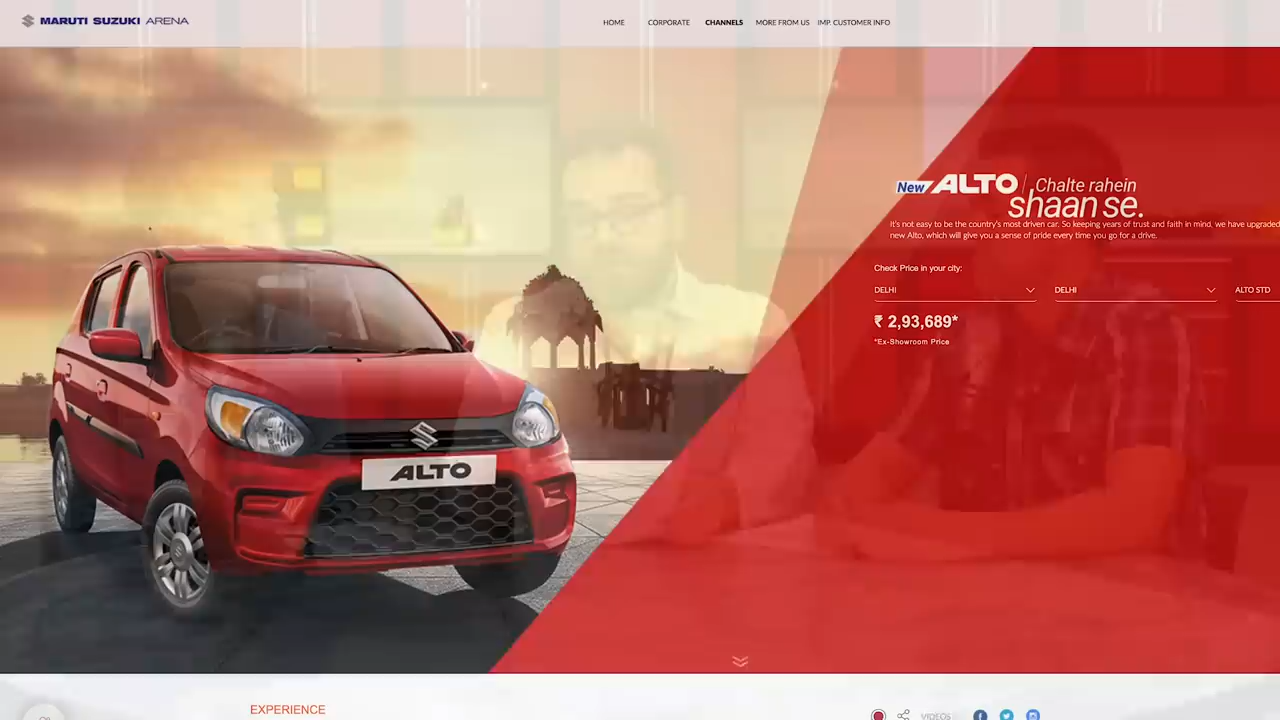 MARUTI SUZUKI ARENA
HOME CORPORATE CHANNELS MORE FROM US IMP. CUSTOMER INFO
New ALTO Chalte rahein
shaan se.
It's not easy to be the country's most driven car. So keeping years of trust and faith in mind, we have upgraded
new Alto, which will give you a sense of pride every time you go for a drive.
Check Price in your city:
DELHI DELHI ALTO STD
₹ 2,93,689*
*Ex-Showroom Price
ALTO
EXPERIENCE
VIDEOS